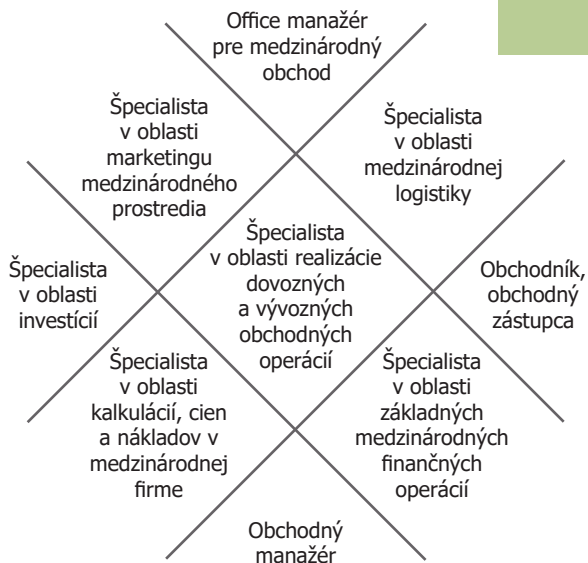 Office manažér
pre medzinárodný
obchod
Špecialista
v oblasti
marketingu
medzinárodného
prostredia
Špecialista
v oblasti
medzinárodnej
logistiky
Špecialista
v oblasti
investícií
Špecialista
v oblasti realizácie
dovozných
a vývozných
obchodných
operácií
Obchodník,
obchodný
zástupca
Špecialista
v oblasti
kalkulácií, cien
a nákladov v
medzinárodnej
firme
Špecialista
v oblasti
základných
medzinárodných
finančných
operácií
Obchodný
manažér